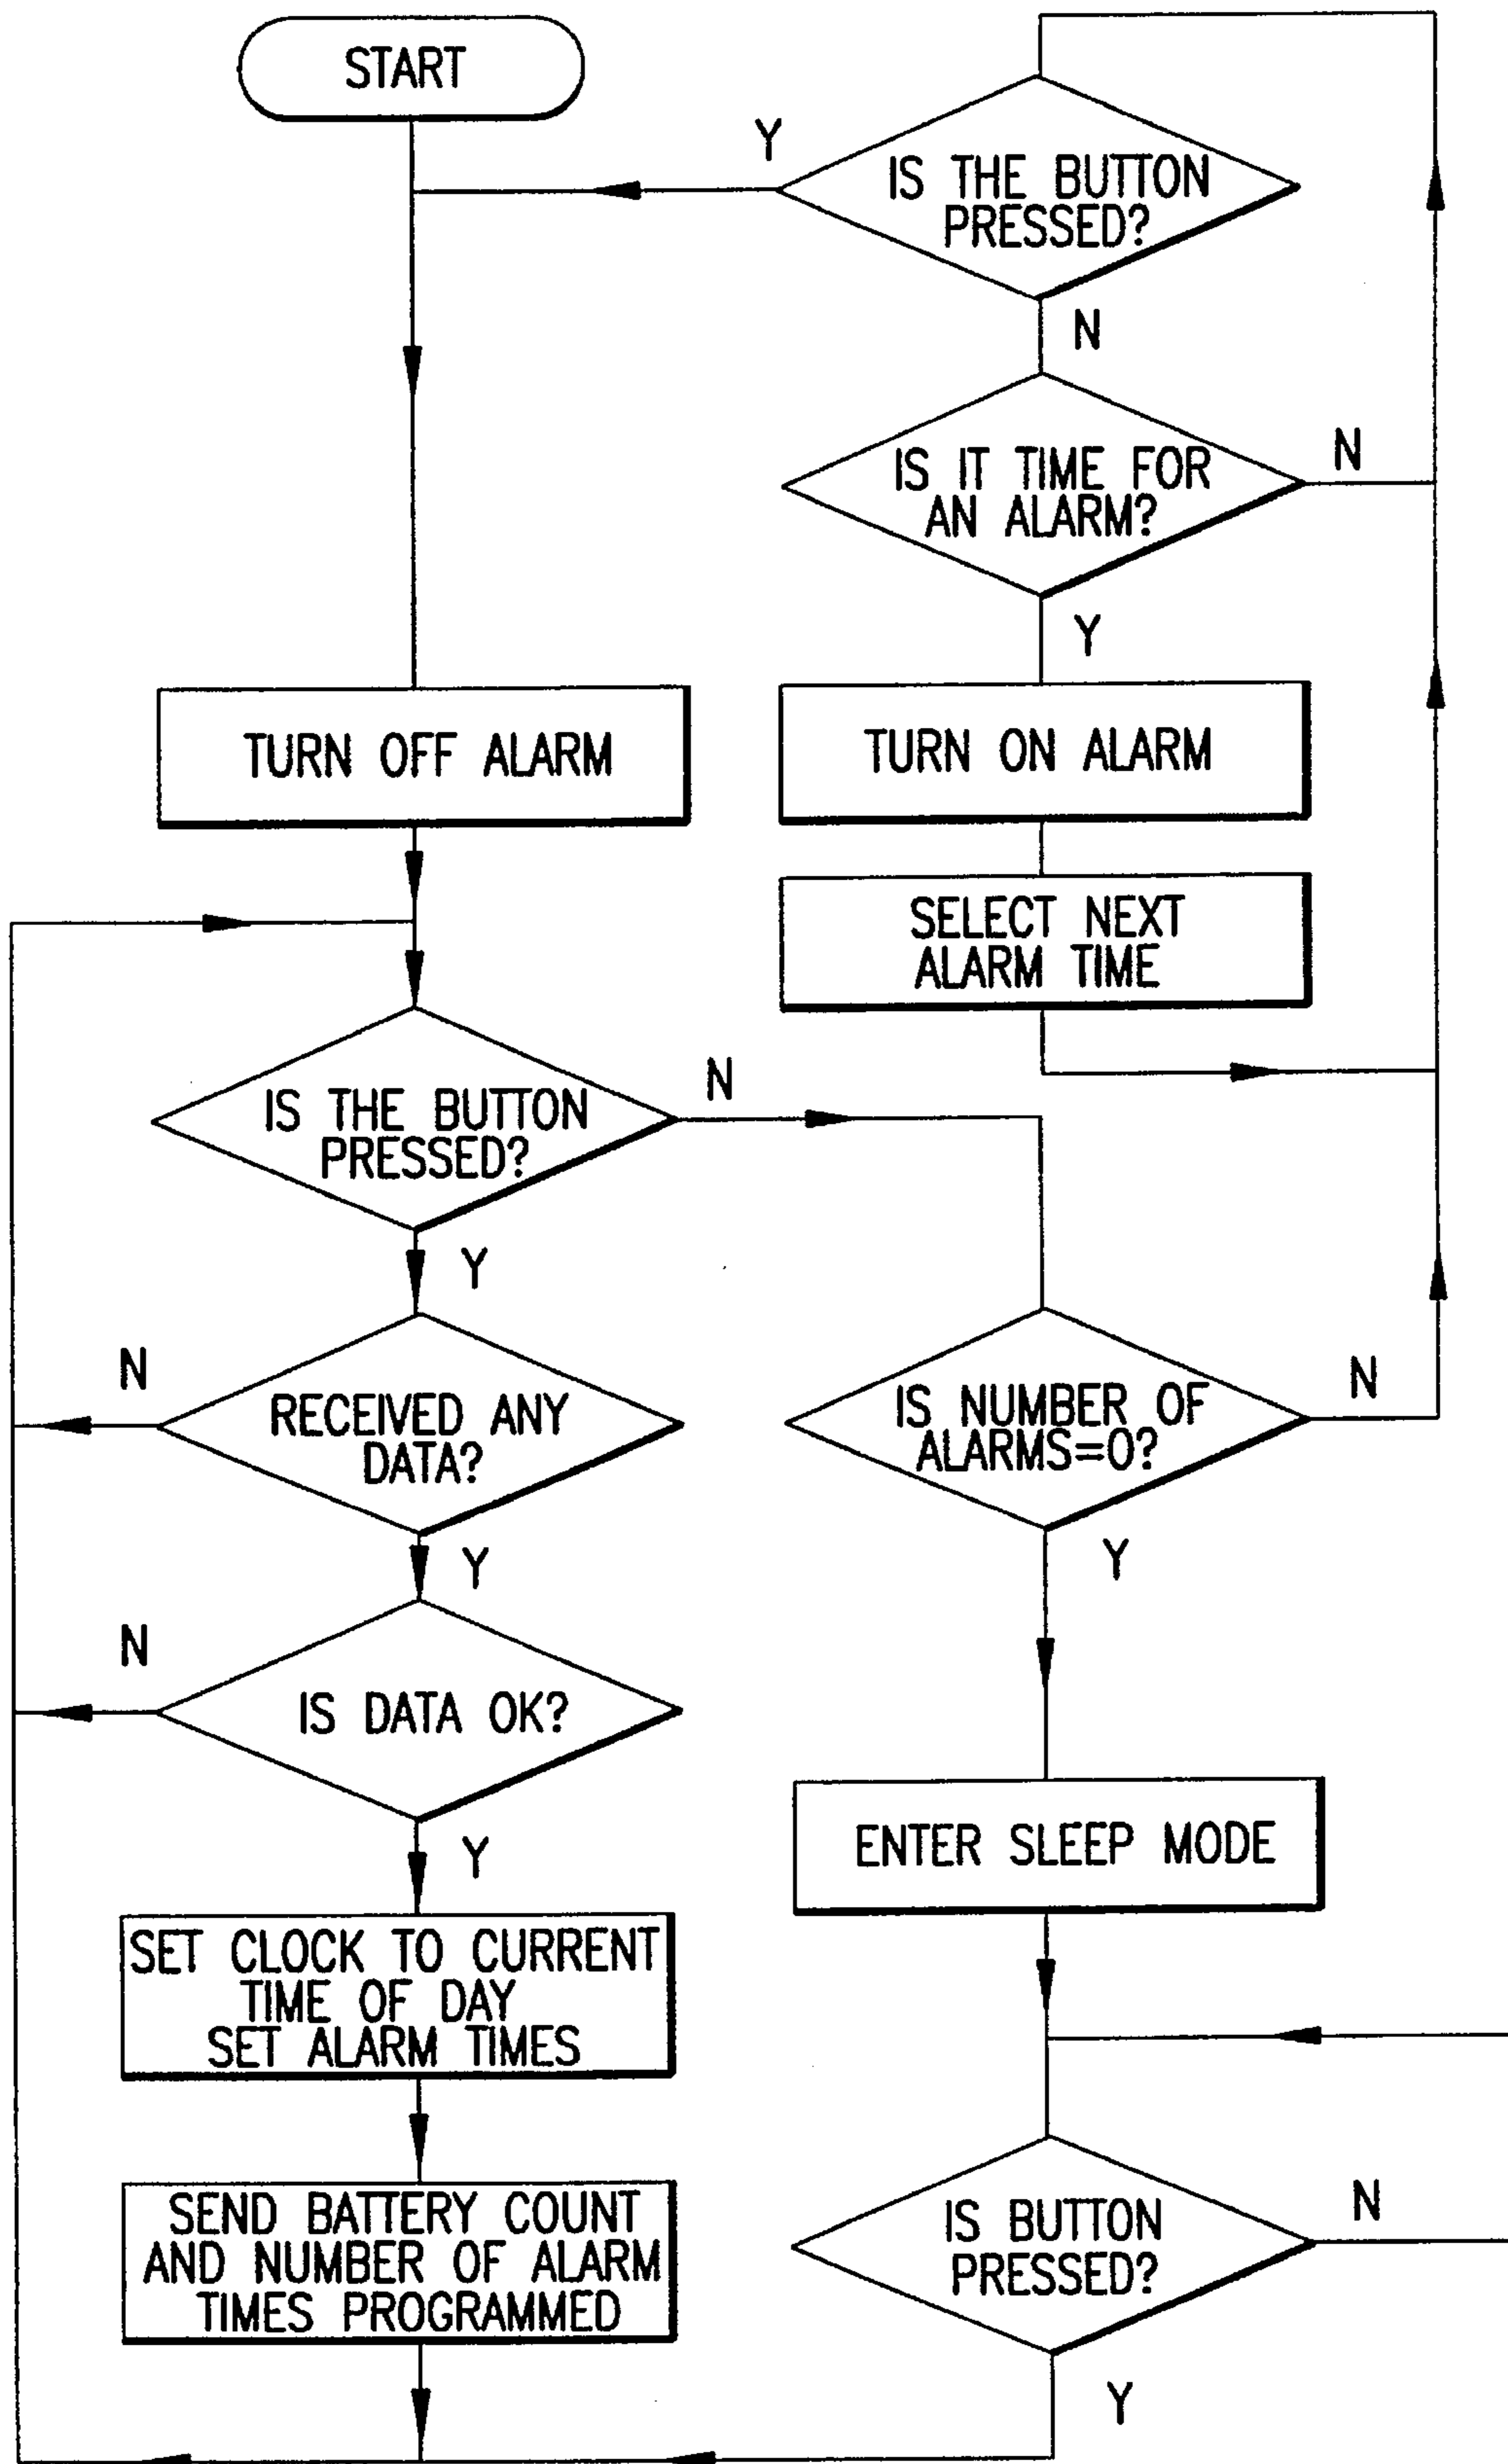 START
Y
IS THE BUTTON
PRESSED?
N
IS IT TIME FOR
AN ALARM?
N
Y
TURN OFF ALARM
TURN ON ALARM
SELECT NEXT
ALARM TIME
IS THE BUTTON
PRESSED?
N
Y
N
RECEIVED ANY
DATA?
IS NUMBER OF
ALARMS=0?
N
Y
Y
N
IS DATA OK?
Y
ENTER SLEEP MODE
SET CLOCK TO CURRENT
TIME OF DAY
SET ALARM TIMES
SEND BATTERY COUNT
AND NUMBER OF ALARM
TIMES PROGRAMMED
IS BUTTON
PRESSED?
N
Y